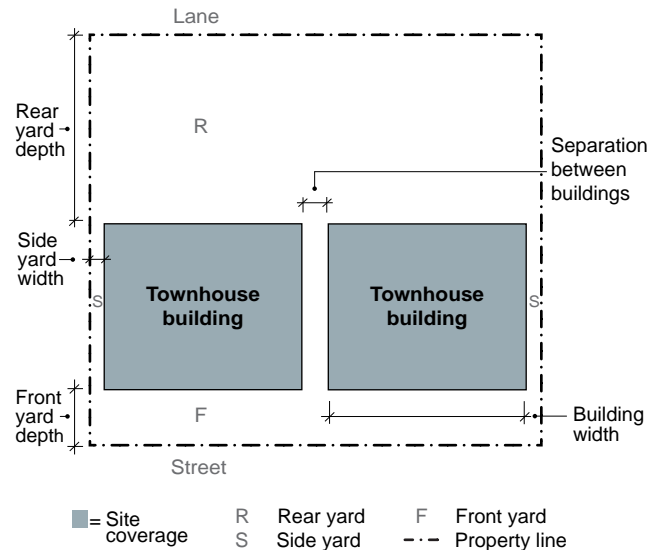 Lane
Rear
yard
depth
R
Separation
between
buildings
Side
yard
width
S
Townhouse
building
Townhouse
building
S
Front
yard
depth
F
Building
width
Street
= Site
coverage
R Rear yard
F Front yard
S Side yard
Property line